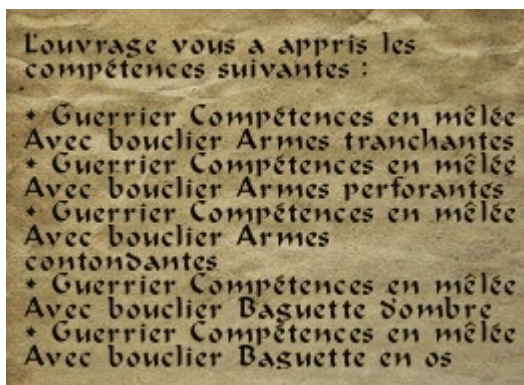 L'ouvrage vous a appris les
compétences suivantes :
✦ Guerrier Compétences en mêlée
Avec bouclier Armes tranchantes
✦ Guerrier Compétences en mêlée
Avec bouclier Armes perforantes
✦ Guerrier Compétences en mêlée
Avec bouclier Armes
contondantes
✦ Guerrier Compétences en mêlée
Avec bouclier Baguette d'ombre
✦ Guerrier Compétences en mêlée
Avec bouclier Baguette en os